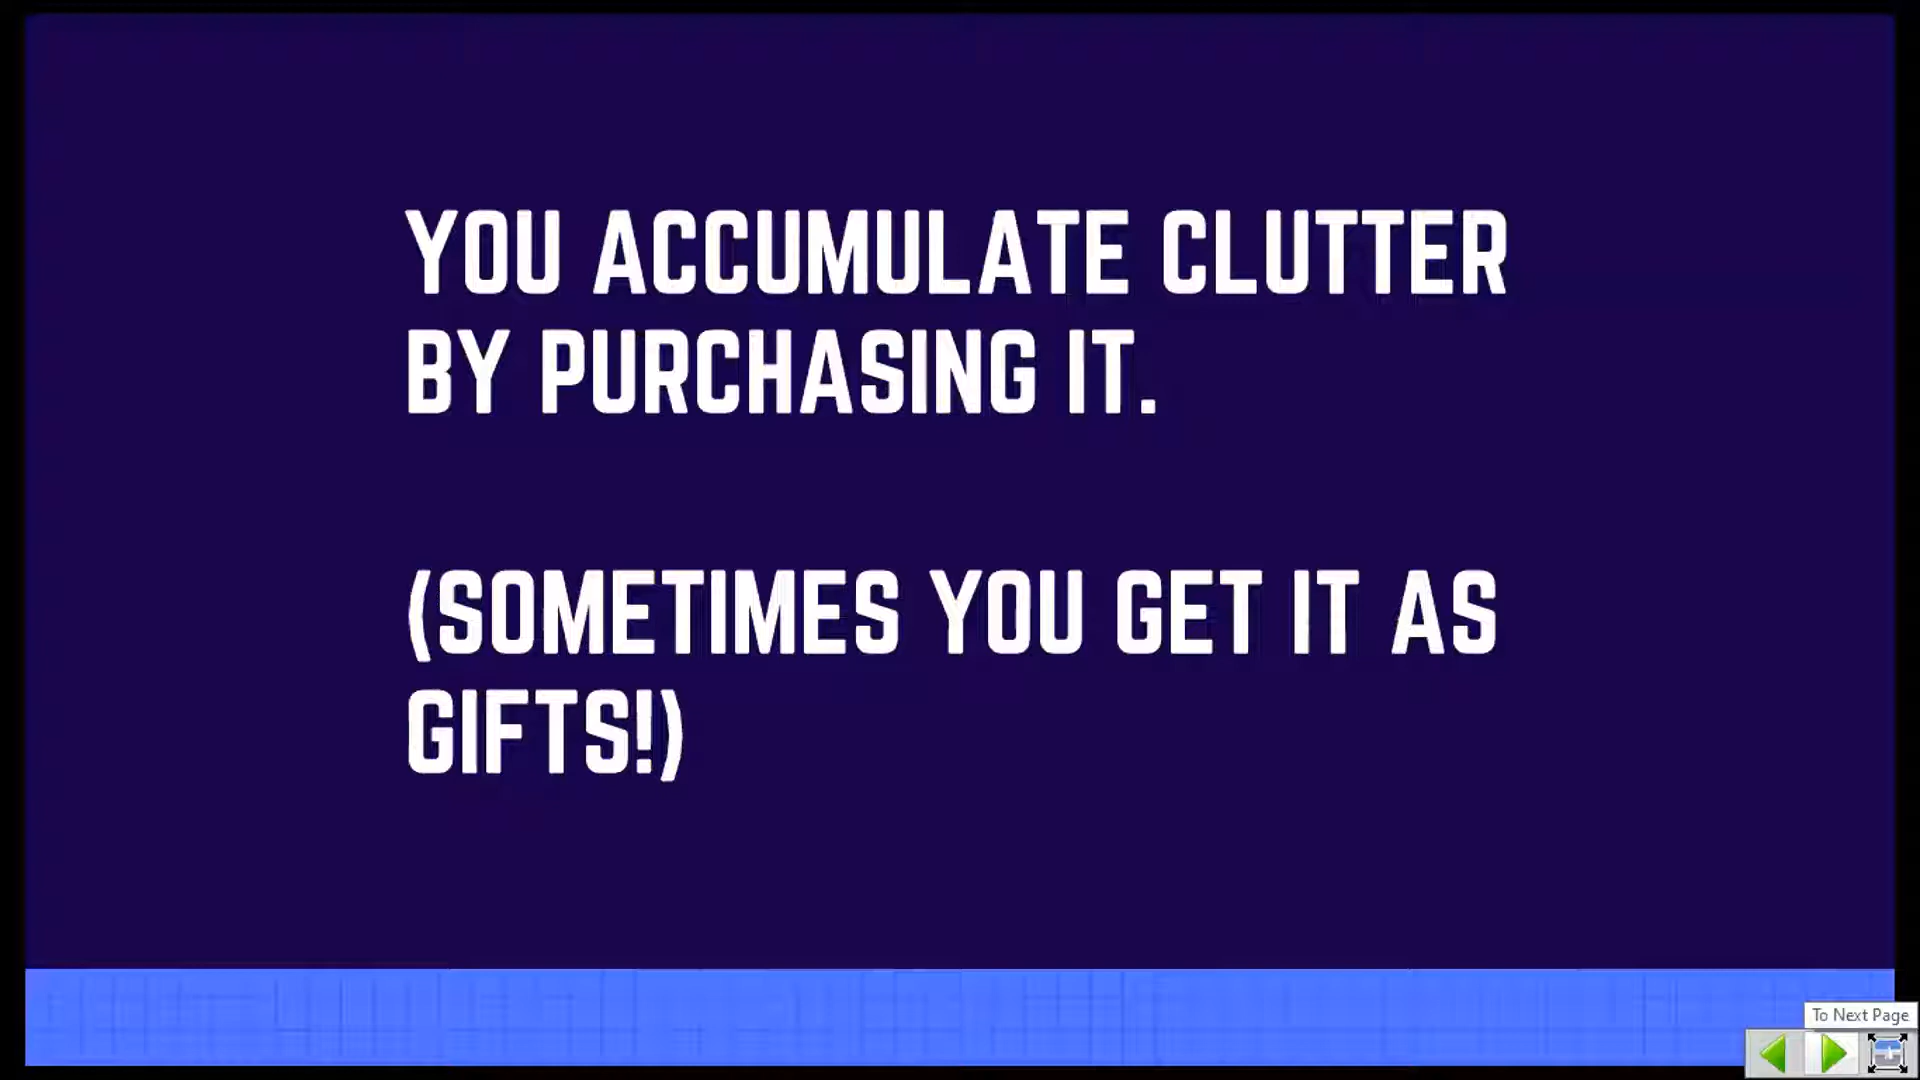 YOU ACCUMULATE CLUTTER
BY PURCHASING IT.
(SOMETIMES YOU GET IT AS
GIFTS!)
To Next Page